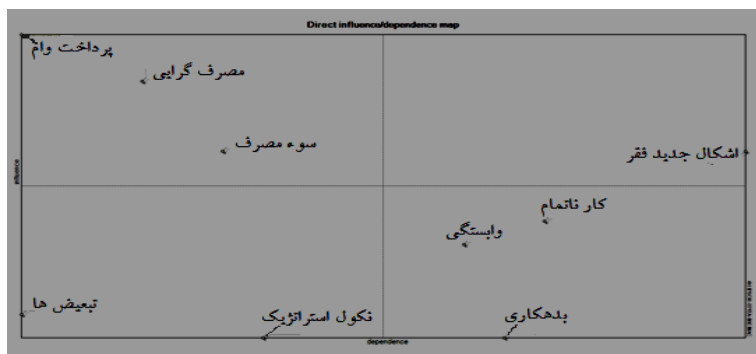 Direct influence/dependence map
پرداخت وام
مصرف گرایی
سوء مصرف
اشکال جدید فقر
کار ناتمام
وابستگی
تبعیض ها
نکول استراتژیک
بدهکاری
influence
dependence